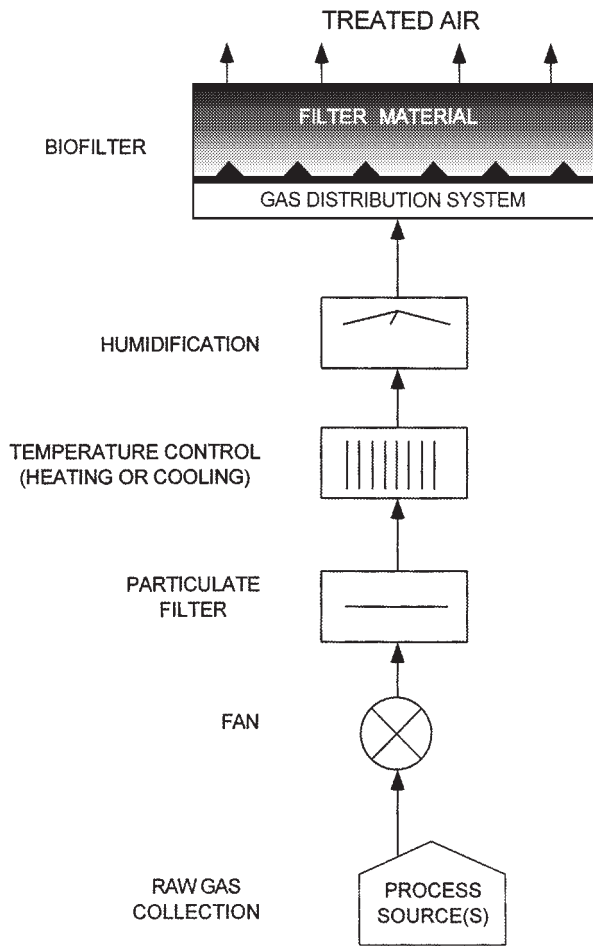 TREATED AIR
FILTER MATERIAL
BIOFILTER
GAS DISTRIBUTION SYSTEM
HUMIDIFICATION
TEMPERATURE CONTROL
(HEATING OR COOLING)
PARTICULATE
FILTER
FAN
RAW GAS
COLLECTION
PROCESS
SOURCE(S)